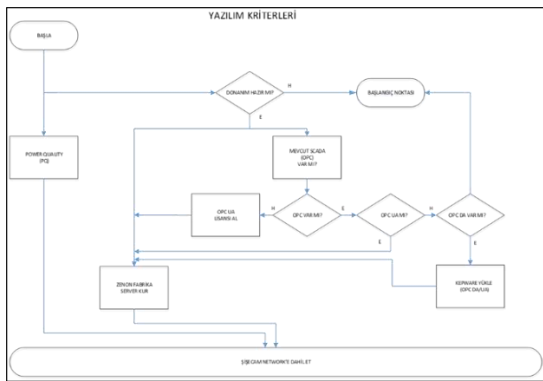 YAZILIM KRİTERLERİ
BAŞLA
DONANIM HAZIR MI?
H
BAŞLANGIÇ NOKTASI
E
POWER QUALITY
(PQ)
MEVCUT SCADA
(OPC)
VAR MI?
OPC UA
LİSANSI AL
H
OPC VAR MI?
E
OPC UA MI?
H
OPC DA VAR MI?
E
E
ZENON FABRİKA
SERVER KUR
KEPWARE YÜKLE
(OPC DA/UA)
ŞİŞECAM NETWORK'E DAHİL ET